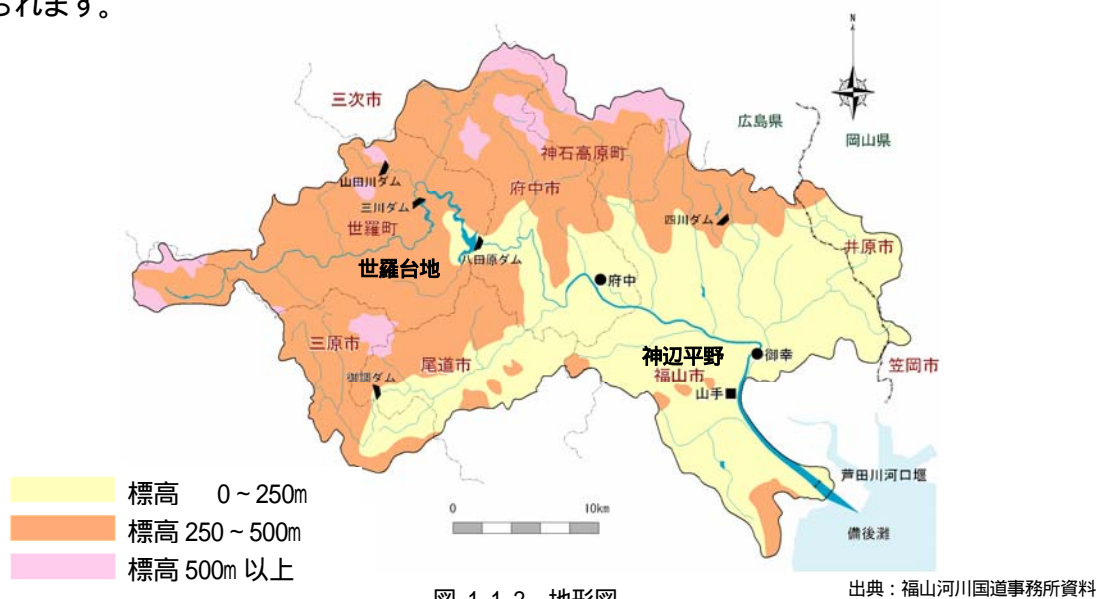 られます。
N
三次市
広島県
岡山県
神石高原町
山田川ダム
府中市
三川ダム
四川ダム
世羅町
井原市
八田原ダム
世羅台地
府中
三原市
神辺平野
御幸
尾道市
笠岡市
福山市
御調ダム
山手
芦田川河口堰
標高 0~250m
0 10km
標高 250~500m
備後灘
標高 500m 以上
出典:福山河川国道事務所資料
図 1.1.2 地形図